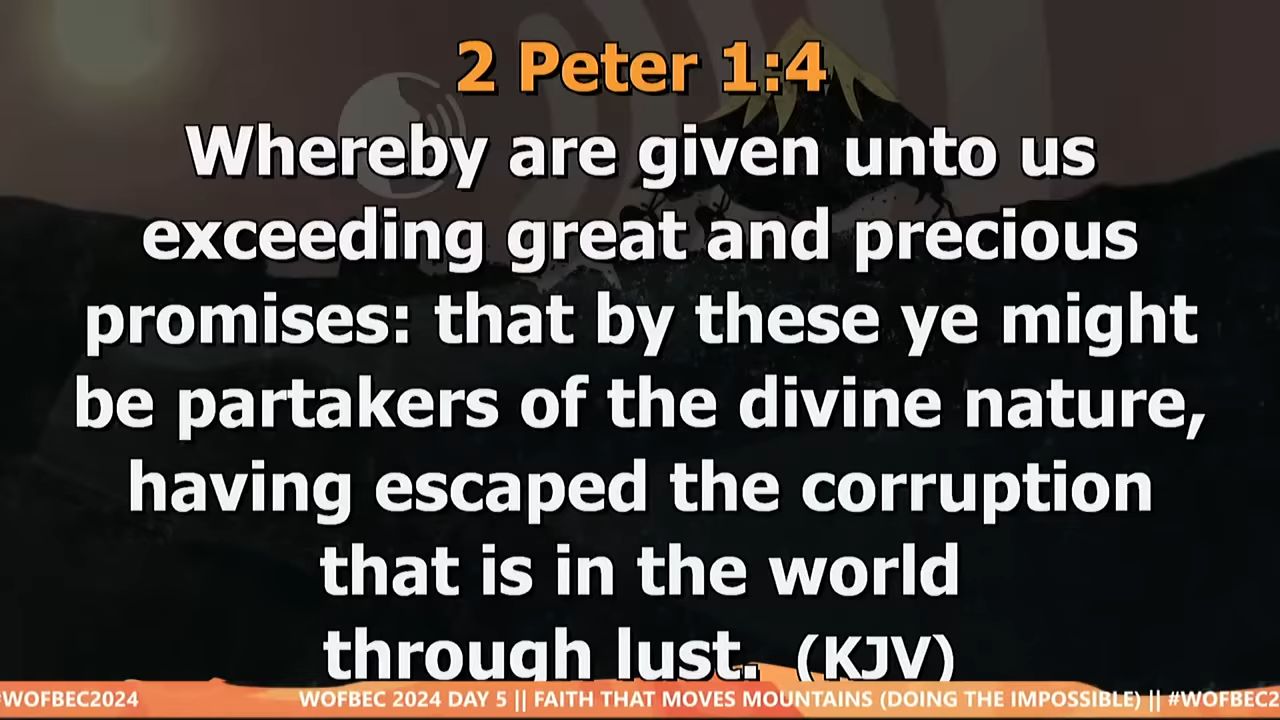 2 Peter 1:4
Whereby are given unto us
exceeding great and precious
promises: that by these ye might
be partakers of the divine nature,
having escaped the corruption
that is in the world
through lust. (KJV)
#WOFBEC2024 WOFBEC 2024 DAY 5 || FAITH THAT MOVES MOUNTAINS (DOING THE IMPOSSIBLE) || #WOFBEC2